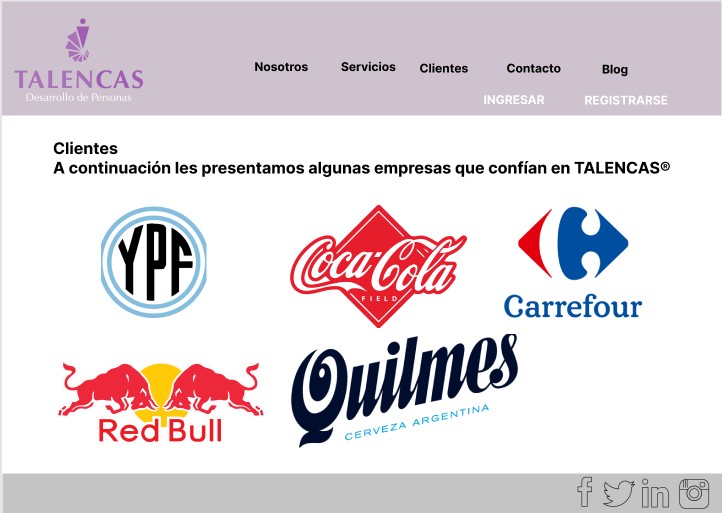 TALENCAS
Desarrollo de Personas
Nosotros
Servicios
Clientes
Contacto
Blog
INGRESAR
REGISTRARSE
Clientes
A continuación les presentamos algunas empresas que confían en TALENCAS®
YPF
Coca-Cola
FIELD
Carrefour
Red Bull
Quilmes
CERVEZA ARGENTINA
f
in